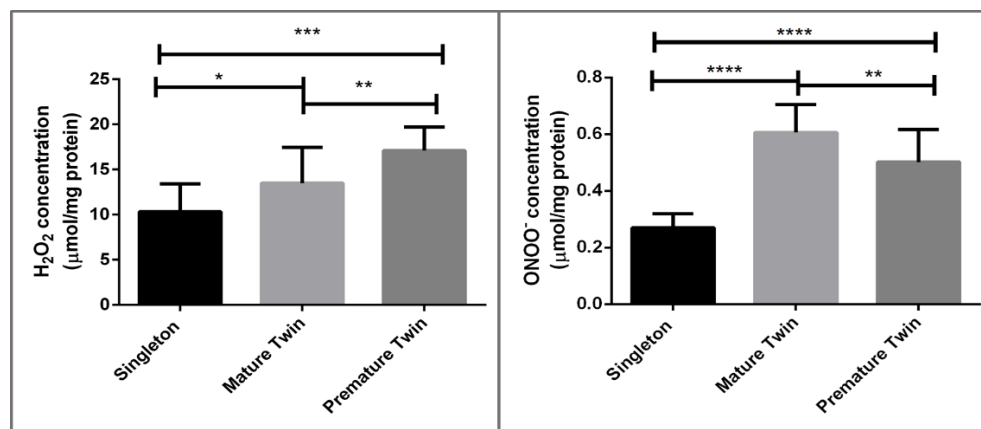 ***
*
**
25
20
15
10
5
0
H₂O₂ concentration
(μmol/mg protein)
Singleton
Mature Twin
Premature Twin
****
****
**
0.8
0.6
0.4
0.2
0.0
ONOO⁻ concentration
(μmol/mg protein)
Singleton
Mature Twin
Premature Twin